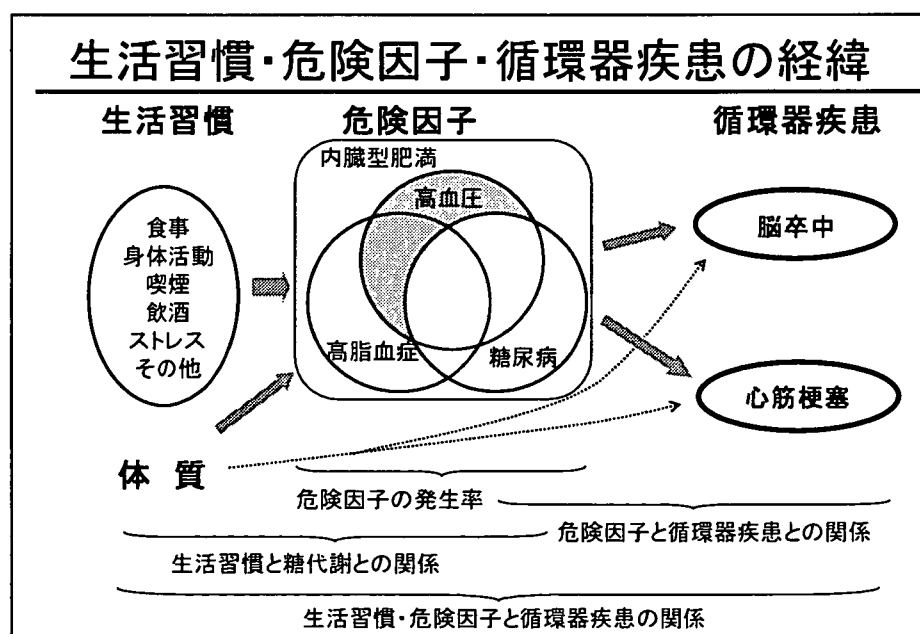 生活習慣・危険因子・循環器疾患の経緯
生活習慣
危険因子
循環器疾患
内臓型肥満
高血圧
高脂血症
糖尿病
食事
身体活動
喫煙
飲酒
ストレス
その他
脳卒中
心筋梗塞
体 質
危険因子の発生率
危険因子と循環器疾患との関係
生活習慣と糖代謝との関係
生活習慣・危険因子と循環器疾患の関係